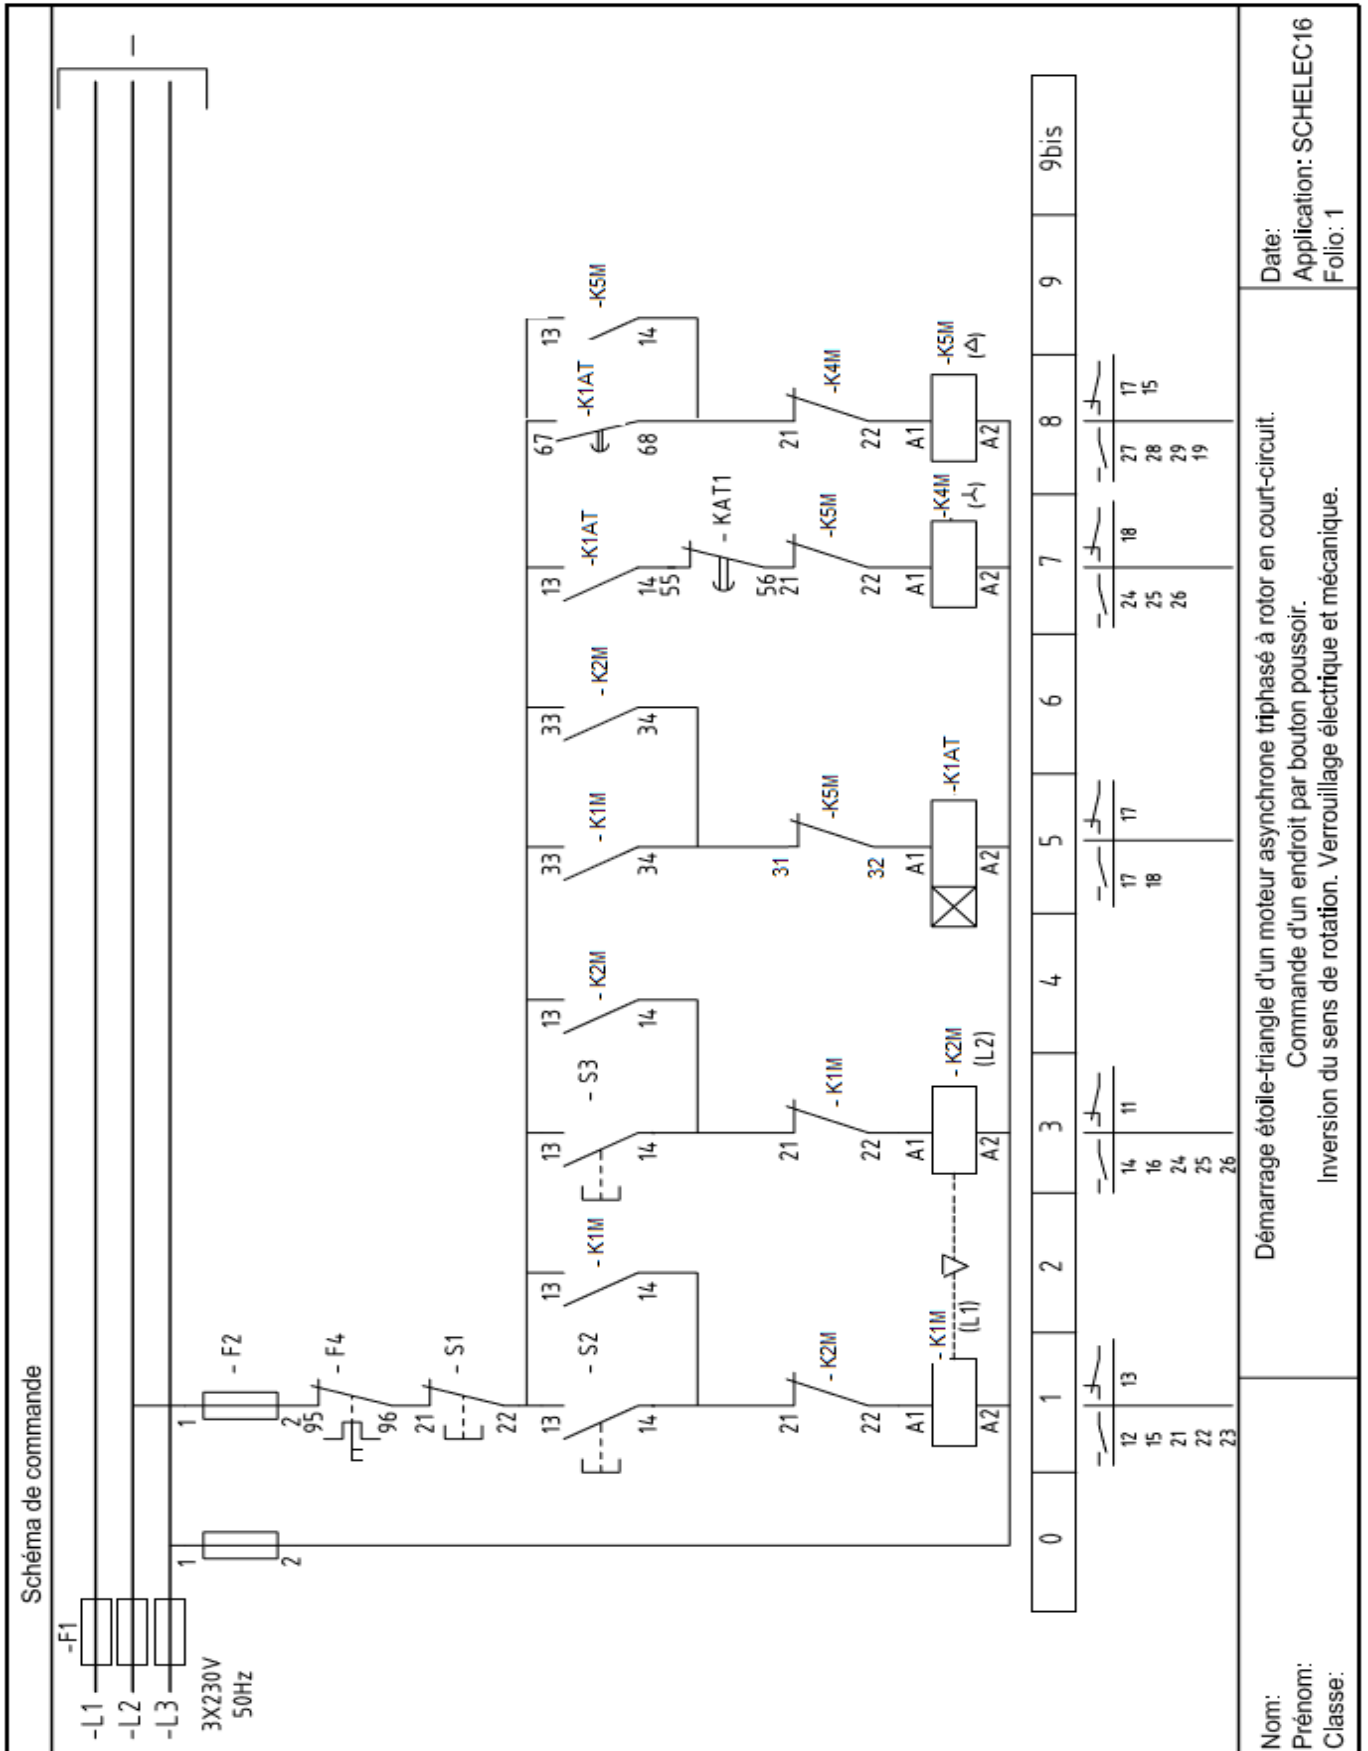 Schéma de commande
-F1
-L1
-L2
-L3
3X230V
50Hz
1
2
1
- F2
2
95
- F4
96
21
- S1
22
13
- S2
14
13
- K1M
14
13
- S3
14
13
- K2M
14
33
- K1M
34
33
- K2M
34
13
-K1AT
14
55
- KAT1
56
67
-K1AT
68
13
-K5M
14
21
- K2M
22
21
- K1M
22
31
-K5M
32
21
-K5M
22
21
-K4M
22
A1
- K1M
(L1)
A2
A1
- K2M
(L2)
A2
A1
-K1AT
A2
A1
-K4M
(⅄)
A2
A1
-K5M
(Δ)
A2
0 1 2 3 4 5 6 7 8 9 9bis
12 13
15
21
22
23
14 11
16
24
25
26
17 17
18
24 18
25
26
27 17
28 15
29
19
Nom:
Prénom:
Classe:
Démarrage étoile-triangle d'un moteur asynchrone triphasé à rotor en court-circuit.
Commande d'un endroit par bouton poussoir.
Inversion du sens de rotation. Verrouillage électrique et mécanique.
Date:
Application: SCHELEC16
Folio: 1